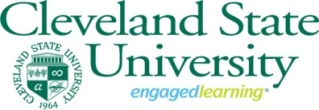 Cleveland State
University
engagedlearning™
CLEVELAND STATE UNIVERSITY
1964